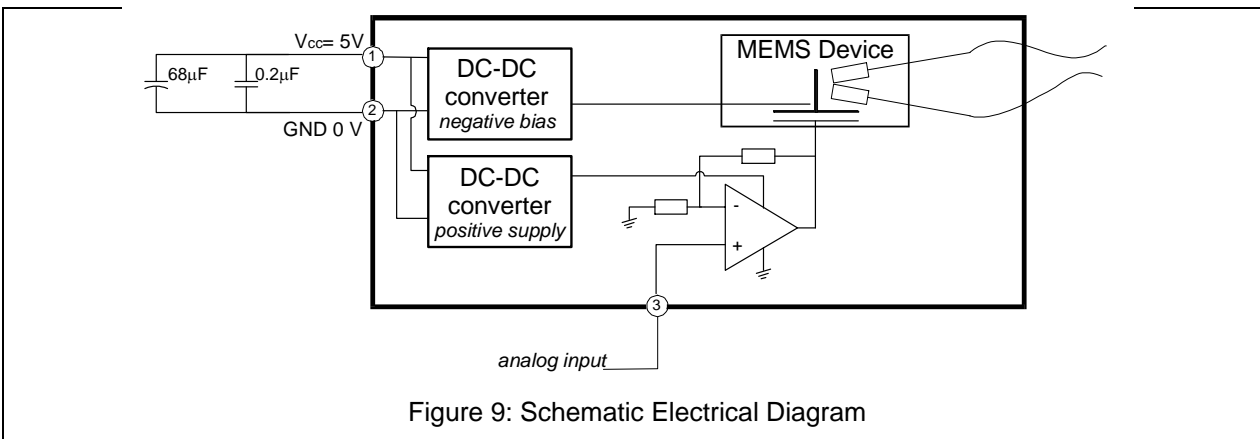 Vcc= 5V
1
68μF
0.2μF
2
GND 0 V
DC-DC
converter
negative bias
DC-DC
converter
positive supply
MEMS Device
-
+
3
analog input
Figure 9: Schematic Electrical Diagram